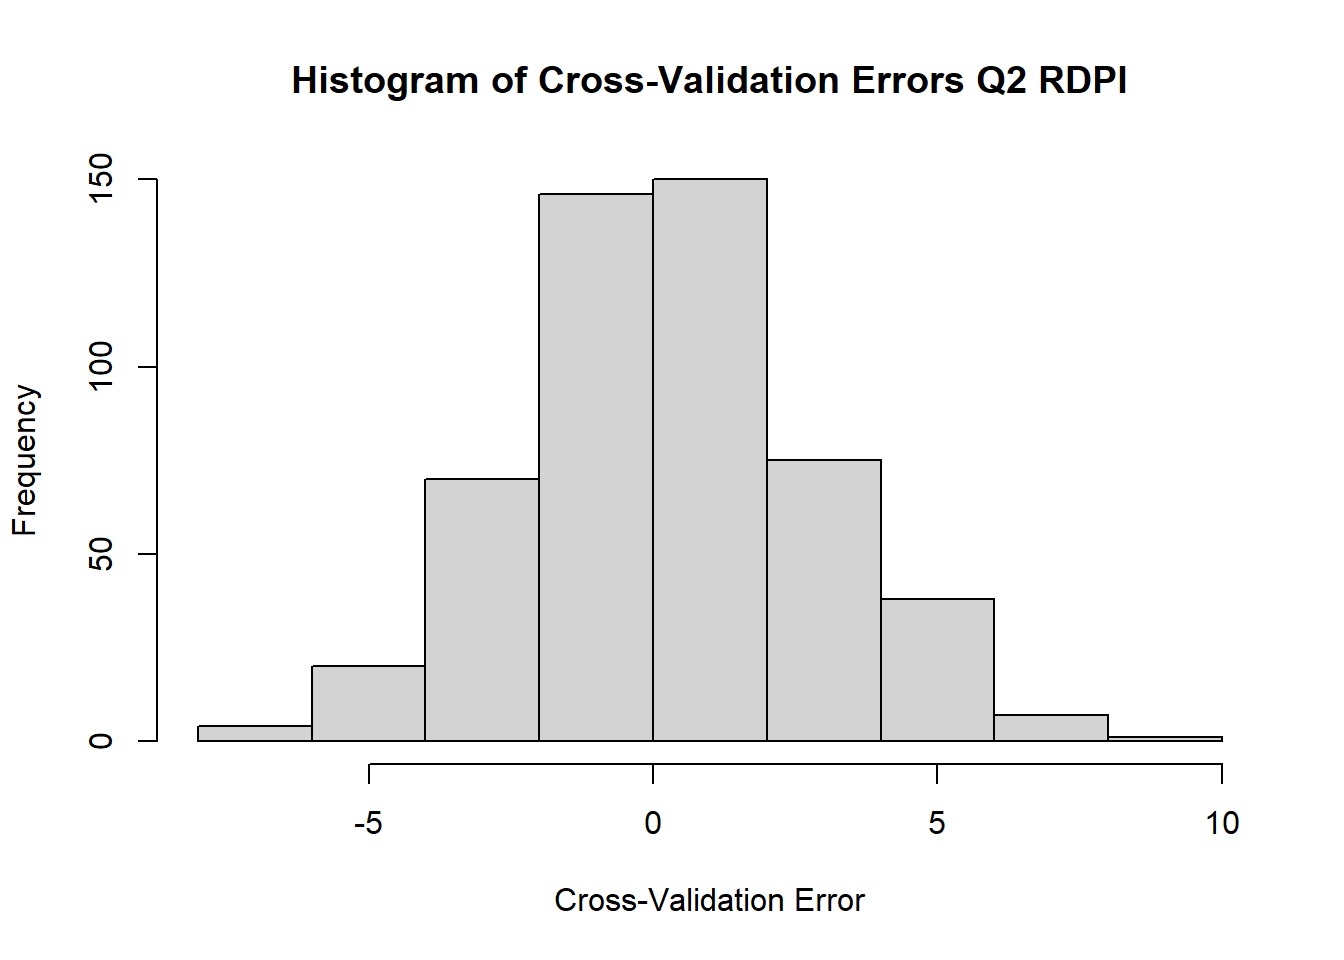 Histogram of Cross-Validation Errors Q2 RDPI
Frequency
150
100
50
0
-5 0 5 10
Cross-Validation Error